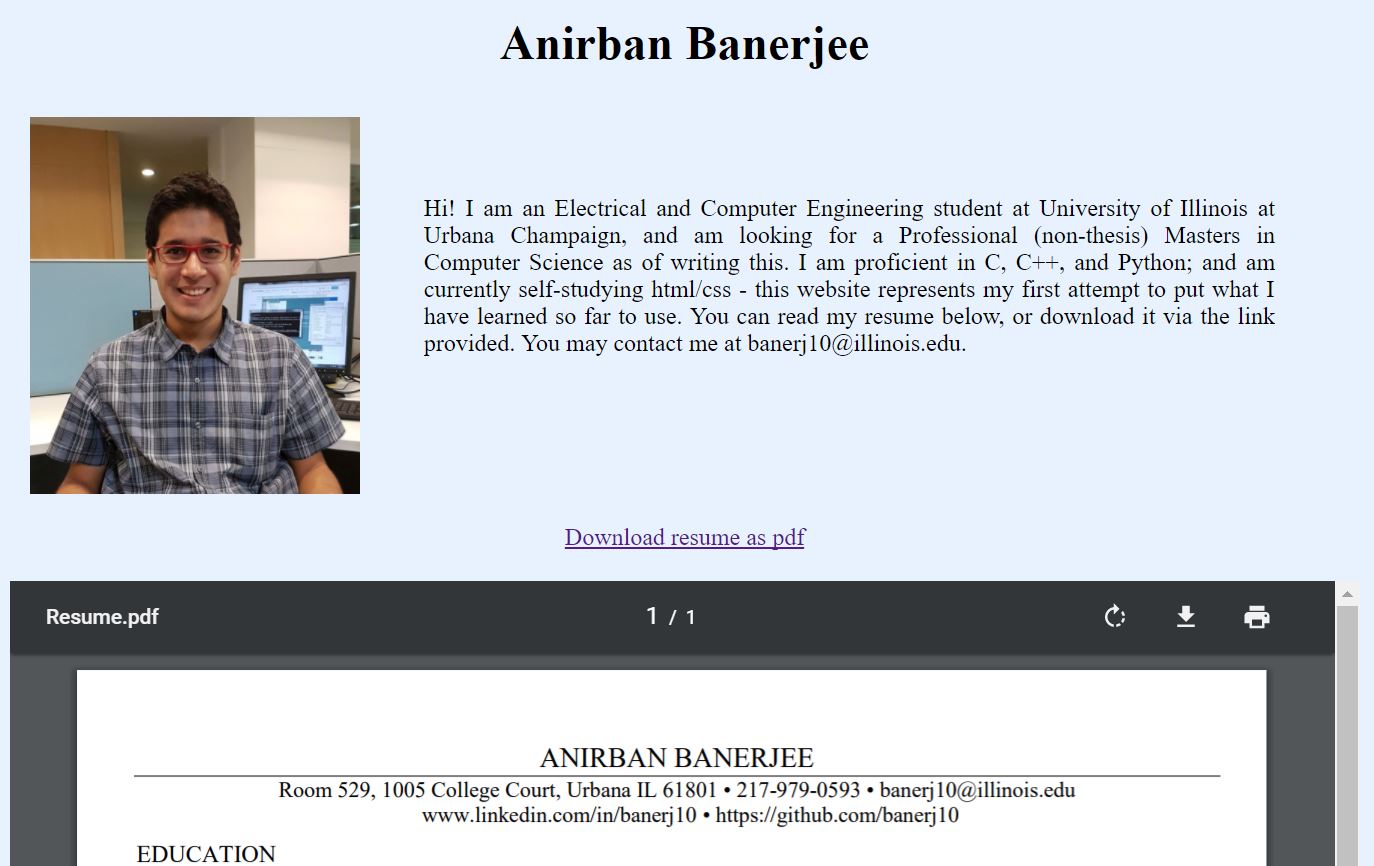 Anirban Banerjee
Hi! I am an Electrical and Computer Engineering student at University of Illinois at
Urbana Champaign, and am looking for a Professional (non-thesis) Masters in
Computer Science as of writing this. I am proficient in C, C++, and Python; and am
currently self-studying html/css - this website represents my first attempt to put what I
have learned so far to use. You can read my resume below, or download it via the link
provided. You may contact me at banerj10@illinois.edu.
Download resume as pdf
Resume.pdf
1 / 1
ANIRBAN BANERJEE
Room 529, 1005 College Court, Urbana IL 61801 • 217-979-0593 • banerj10@illinois.edu
www.linkedin.com/in/banerj10 • https://github.com/banerj10
EDUCATION